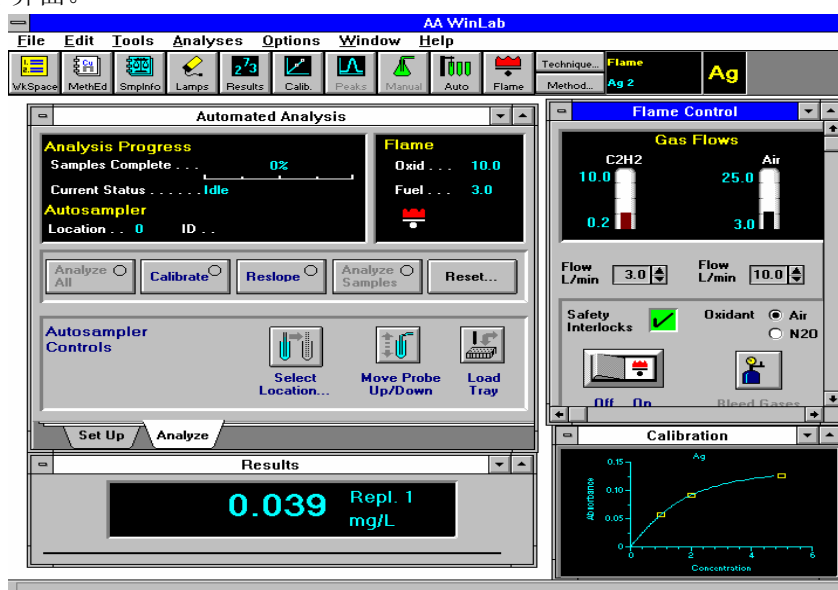 界面。
AA WinLab
File Edit Tools Analyses Options Window Help
WkSpace MethEd SmpInfo Lamps Results Calib. Peaks Manual Auto Flame
Technique... Flame
Method... Ag 2
Ag
Automated Analysis
Analysis Progress
Samples Complete . . . 0%
Current Status . . . . . . Idle
Autosampler
Location . . 0 ID . .
Flame
Oxid . . . 10.0
Fuel . . . 3.0
Analyze All
Calibrate
Reslope
Analyze Samples
Reset...
Autosampler
Controls
Select
Location...
Move Probe
Up/Down
Load
Tray
Set Up Analyze
Flame Control
Gas Flows
C2H2 Air
10.0 25.0
0.2 3.0
Flow
L/min 3.0
Flow
L/min 10.0
Safety
Interlocks
Oxidant Air
N2O
Off On Bleed Gases
Results
0.039 Repl. 1
mg/L
Calibration
Ag
0.15
0.10
0.05
0
Absorbance
0 2 4 6
Concentration